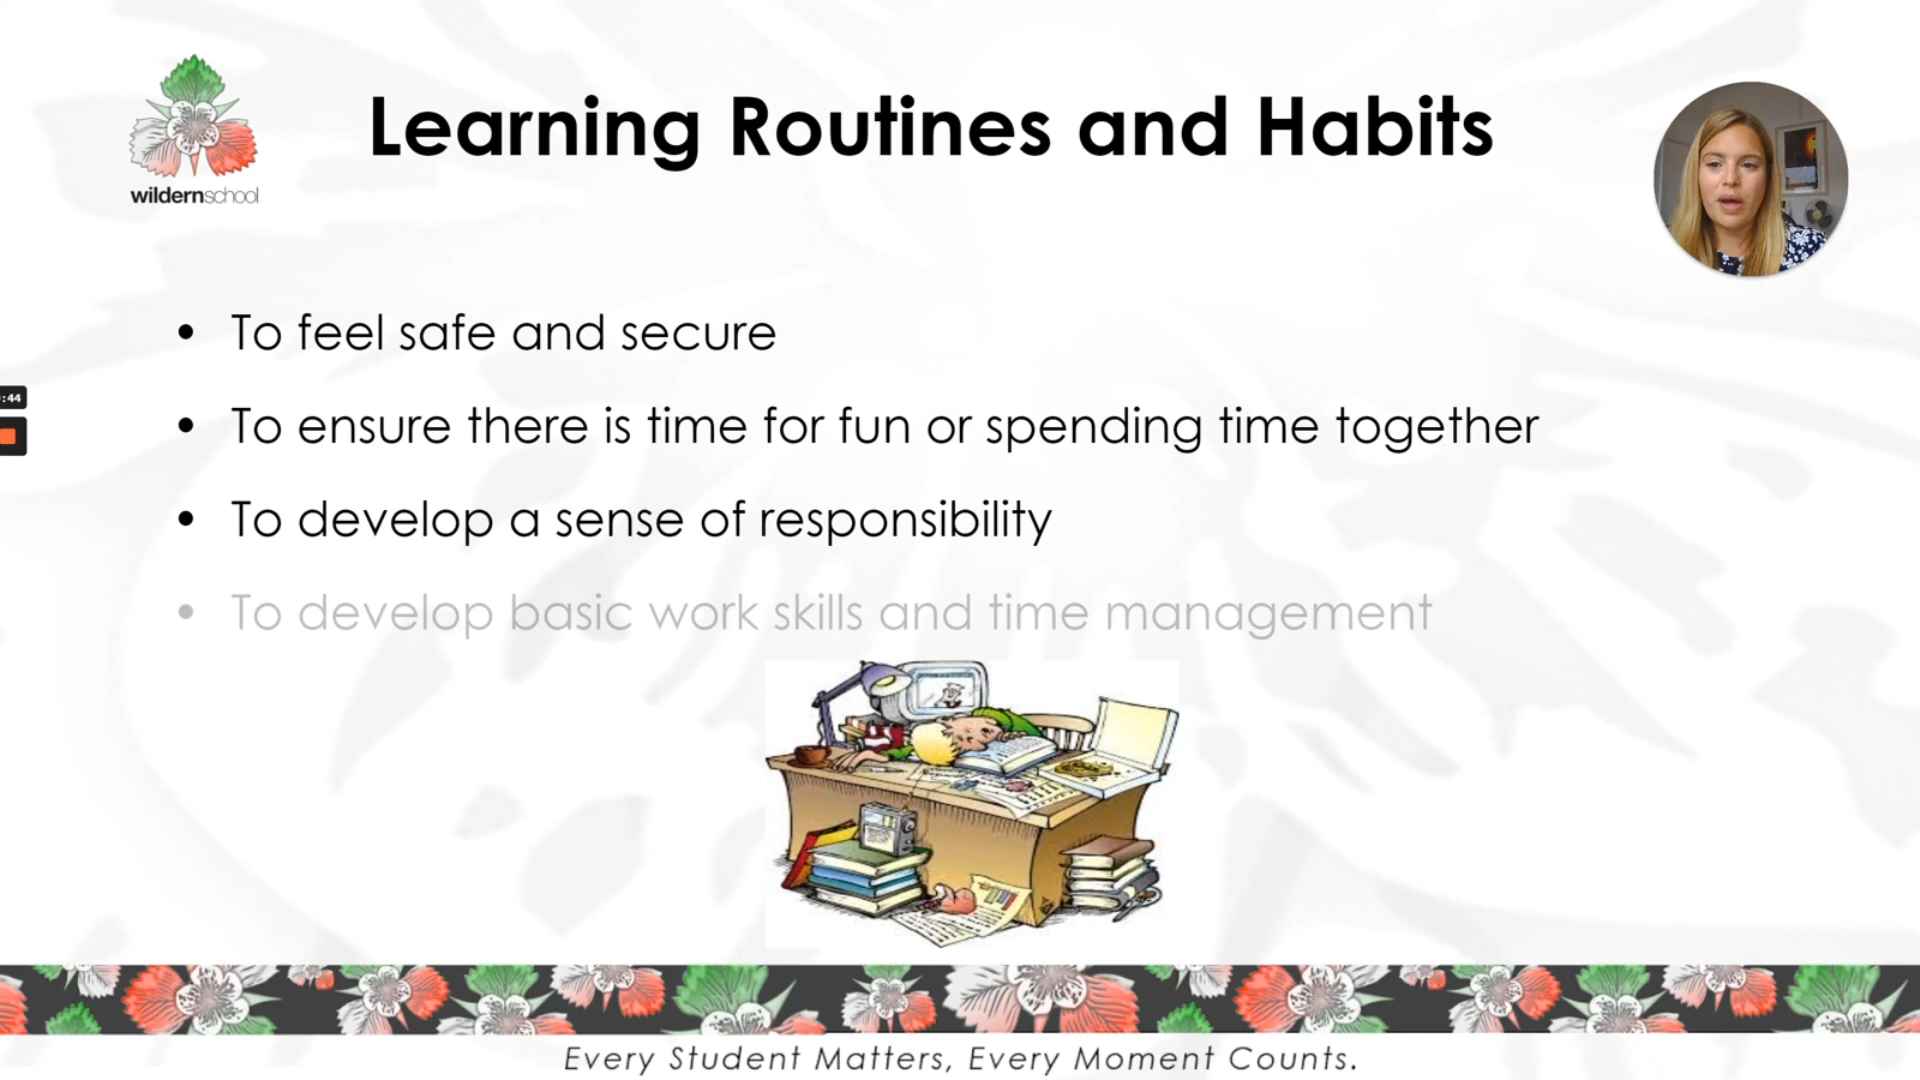 wildernschool
Learning Routines and Habits
• To feel safe and secure
• To ensure there is time for fun or spending time together
:44
• To develop a sense of responsibility
• To develop basic work skills and time management
Every Student Matters, Every Moment Counts.